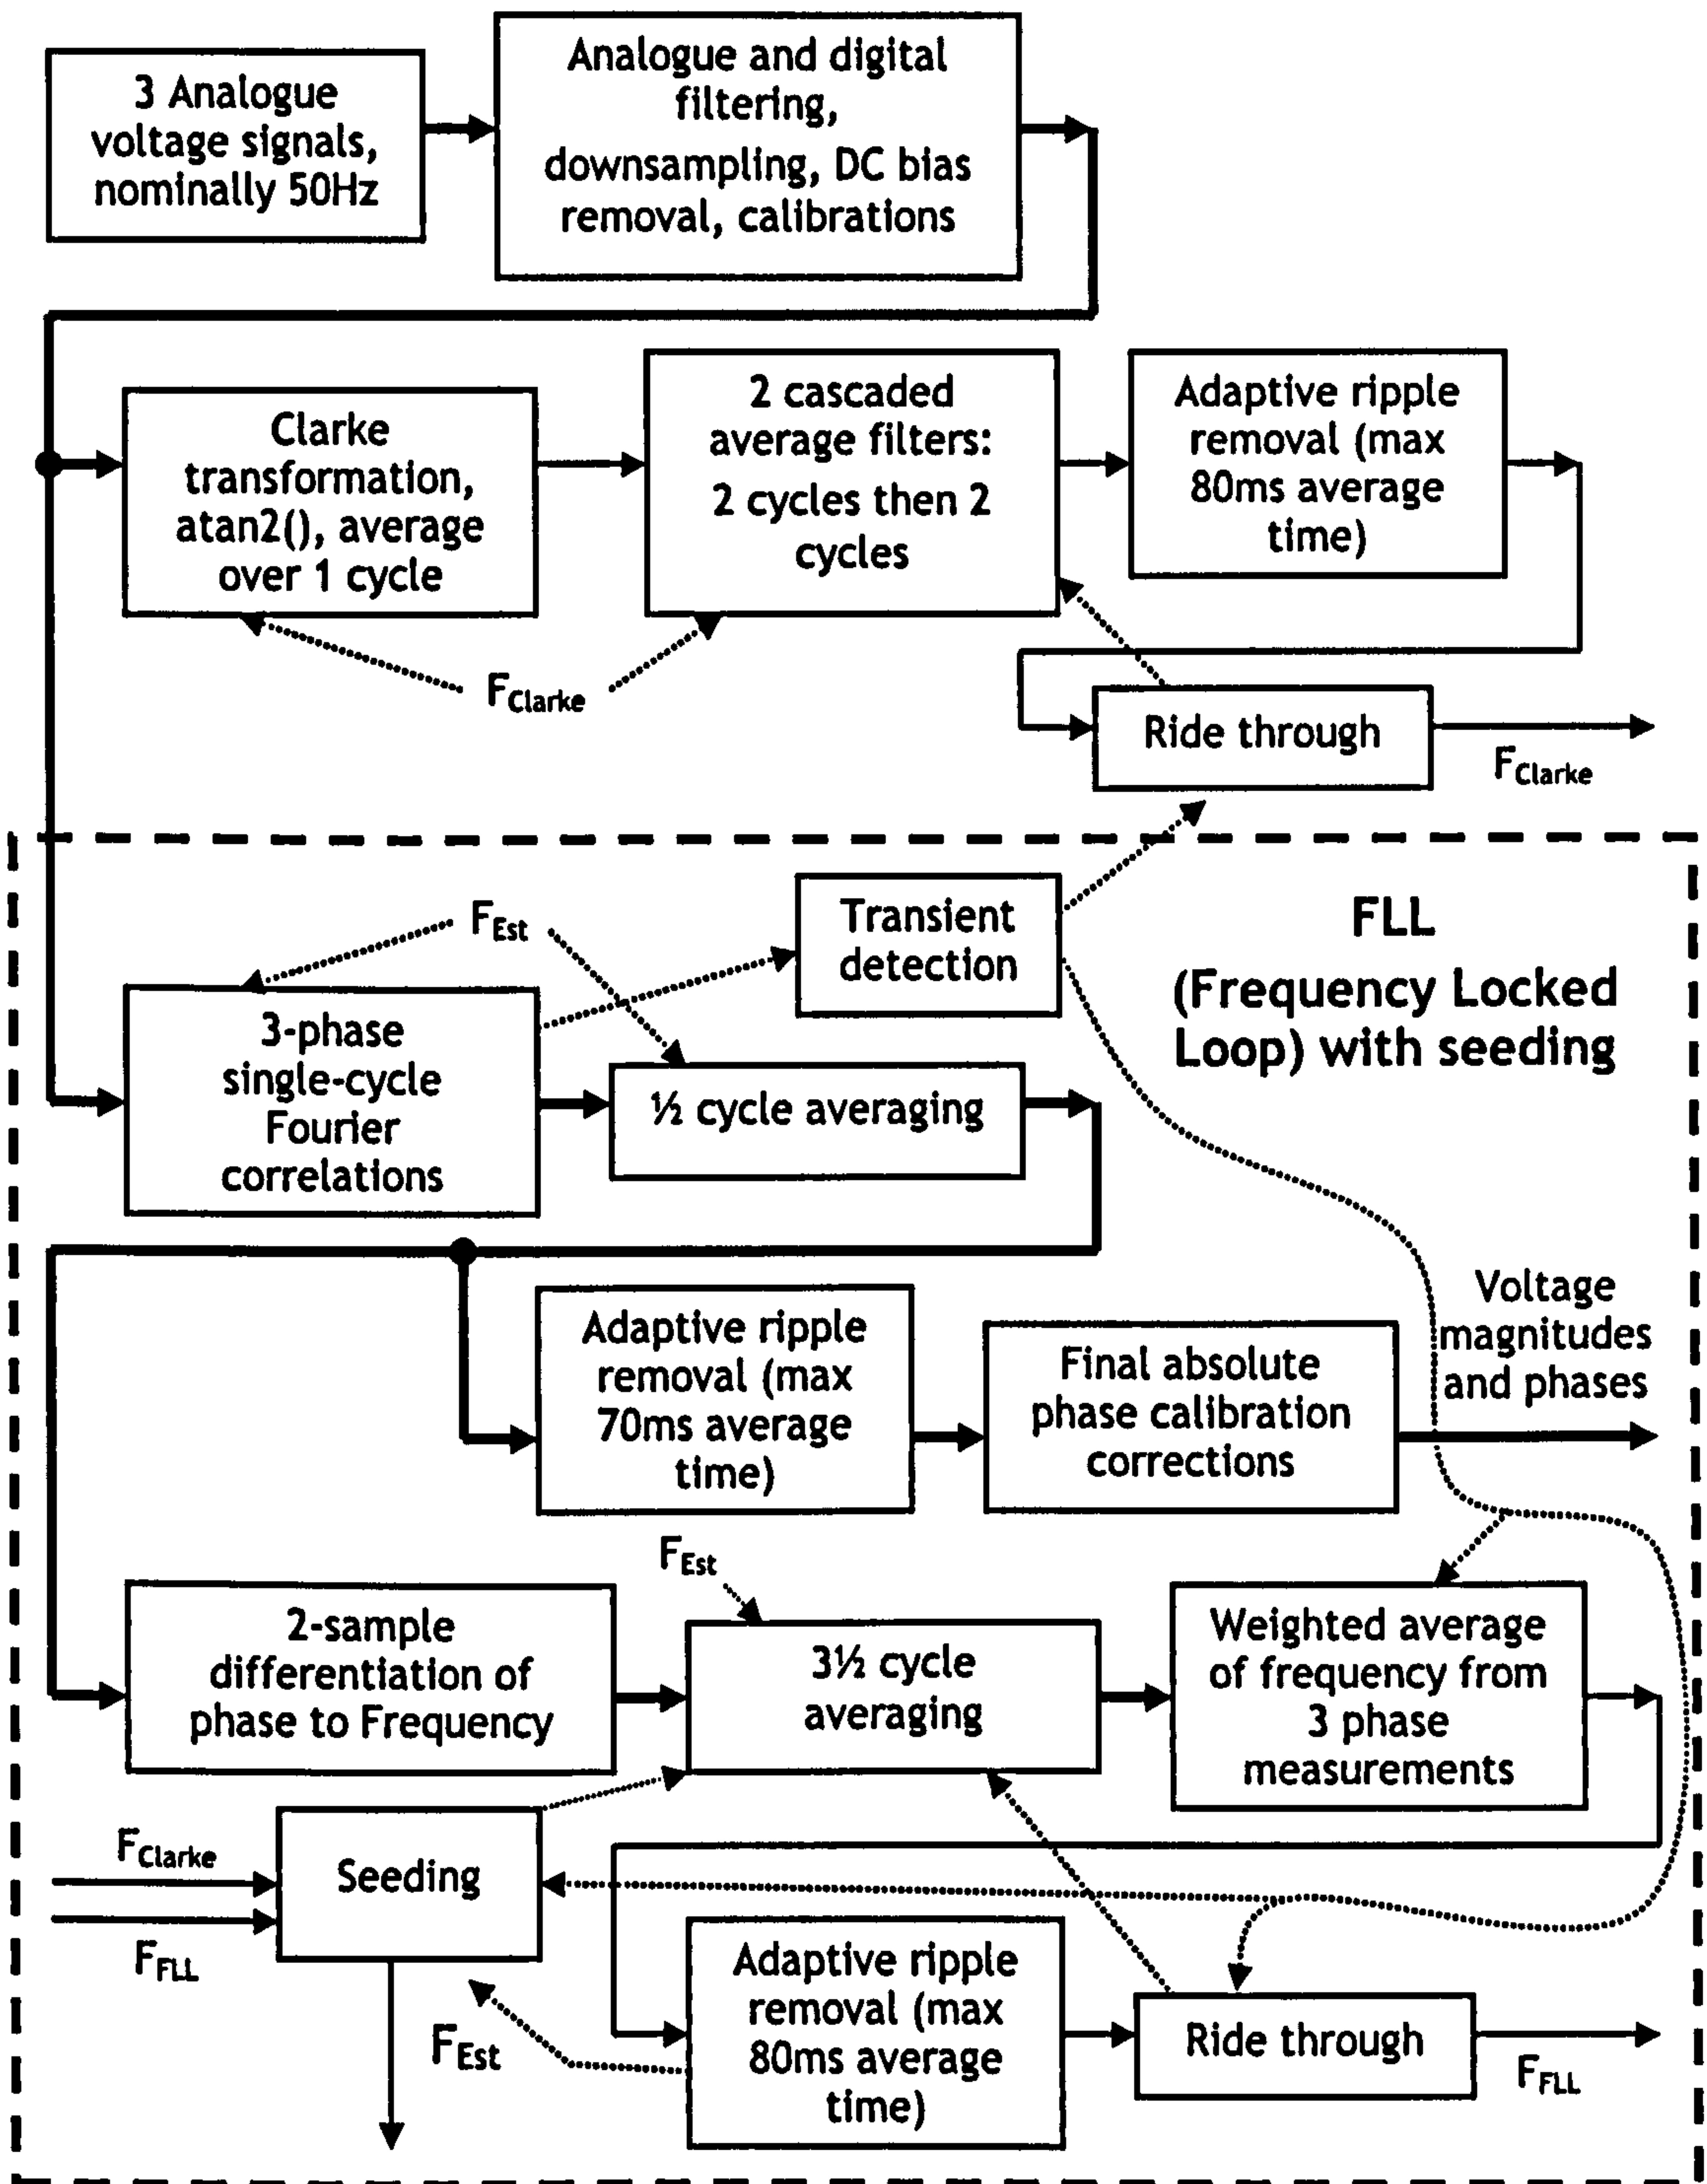 3 Analogue
voltage signals,
nominally 50Hz
Analogue and digital
filtering,
downsampling, DC bias
removal, calibrations
Clarke
transformation,
atan2(), average
over 1 cycle
2 cascaded
average filters:
2 cycles then 2
cycles
Adaptive ripple
removal (max
80ms average
time)
FClarke
Ride through
FClarke
FEst
Transient
detection
FLL
(Frequency Locked
Loop) with seeding
3-phase
single-cycle
Fourier
correlations
½ cycle averaging
Adaptive ripple
removal (max
70ms average
time)
Final absolute
phase calibration
corrections
Voltage
magnitudes
and phases
FEst
2-sample
differentiation of
phase to Frequency
3½ cycle
averaging
Weighted average
of frequency from
3 phase
measurements
FClarke
FFLL
Seeding
FEst
Adaptive ripple
removal (max
80ms average
time)
Ride through
FFLL